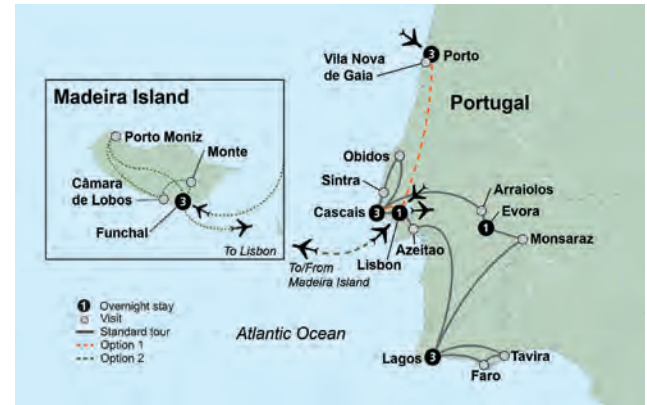 3
Porto
Vila Nova
de Gaia
Portugal
Madeira Island
Porto Moniz
Monte
Câmara
de Lobos
3
Funchal
To Lisbon
Obidos
Sintra
Cascais
3
1
Lisbon
Azeitao
Arraiolos
Evora
1
Monsaraz
To/From
Madeira Island
1 Overnight stay
Visit
Standard tour
Option 1
Option 2
Atlantic Ocean
Lagos
3
Tavira
Faro